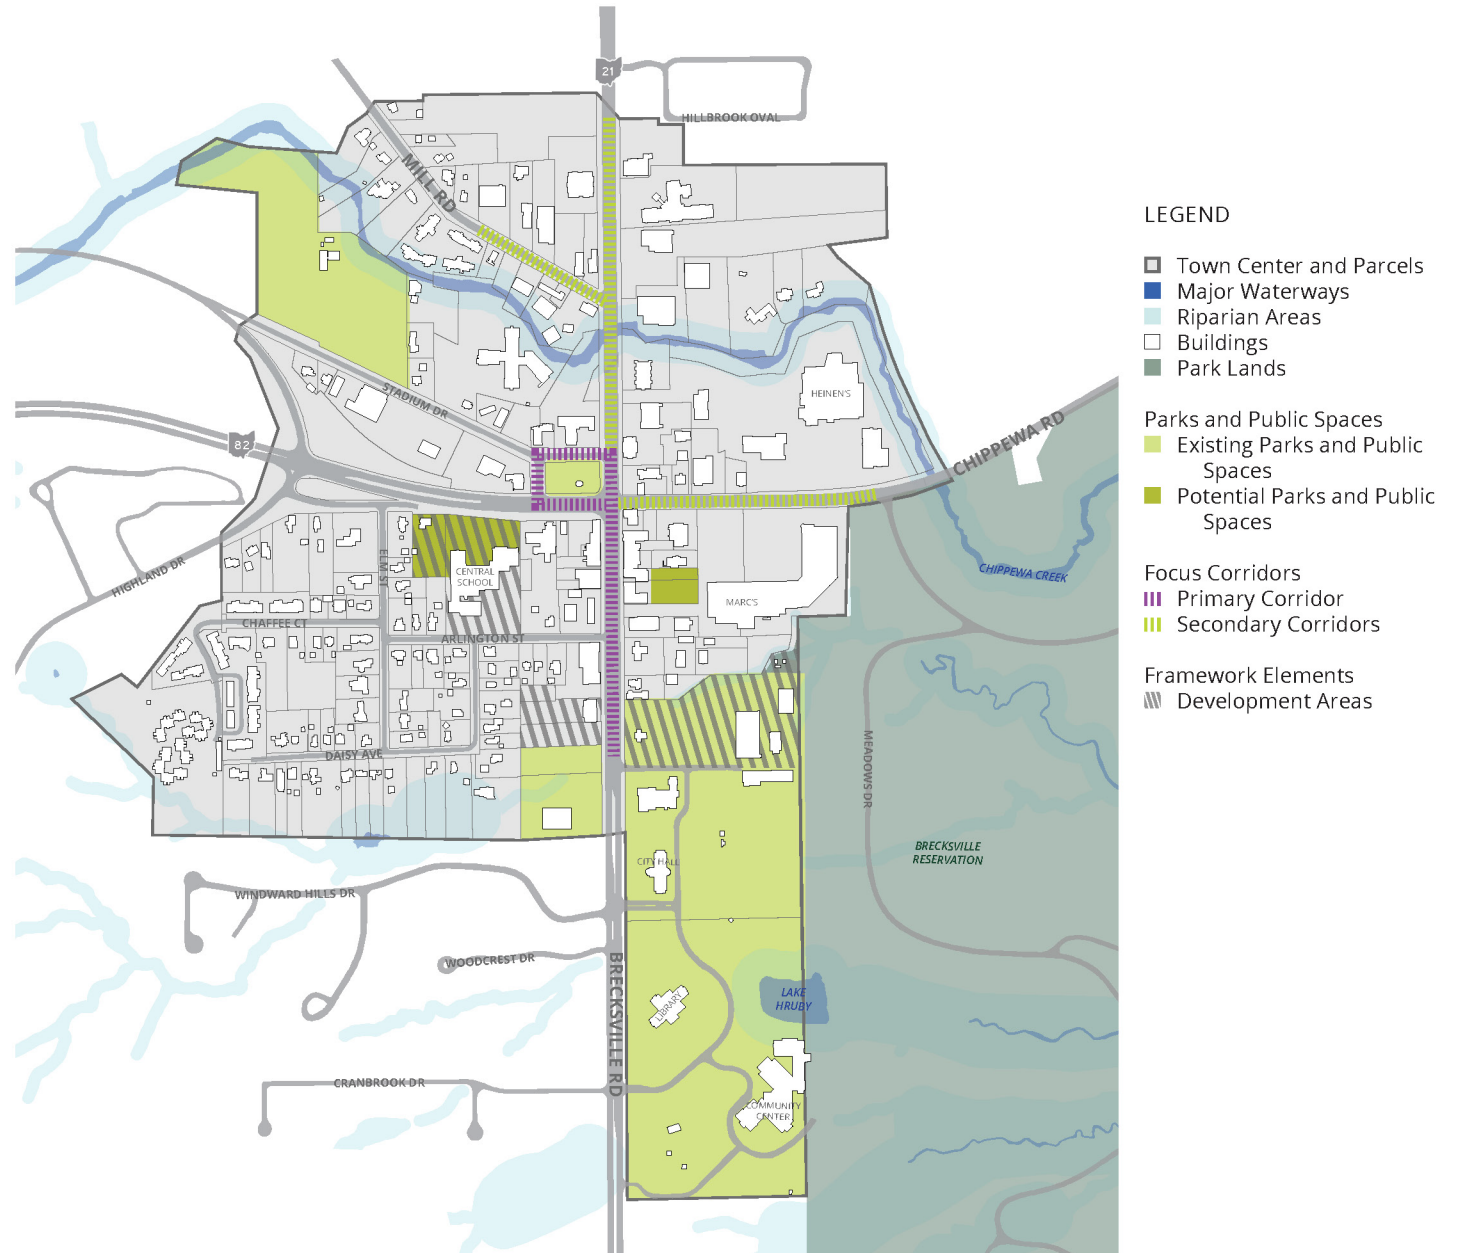 21
HILLBROOK OVAL
MILL RD
LEGEND
Town Center and Parcels
Major Waterways
Riparian Areas
Buildings
Park Lands
Parks and Public Spaces
Existing Parks and Public
Spaces
Potential Parks and Public
Spaces
Focus Corridors
Primary Corridor
Secondary Corridors
Framework Elements
Development Areas
STADIUM DR
HEINEN'S
82
CHIPPEWA RD
HIGHLAND DR
ELM ST
CENTRAL
SCHOOL
CHIPPEWA CREEK
MARC'S
CHAFFEE CT
ARLINGTON ST
DAISY AVE
MEADOWS DR
BRECKSVILLE
RESERVATION
CITY HALL
WINDWARD HILLS DR
WOODCREST DR
BRECKSVILLE RD
LAKE
HRUBY
LIBRARY
CRANBROOK DR
COMMUNITY
CENTER